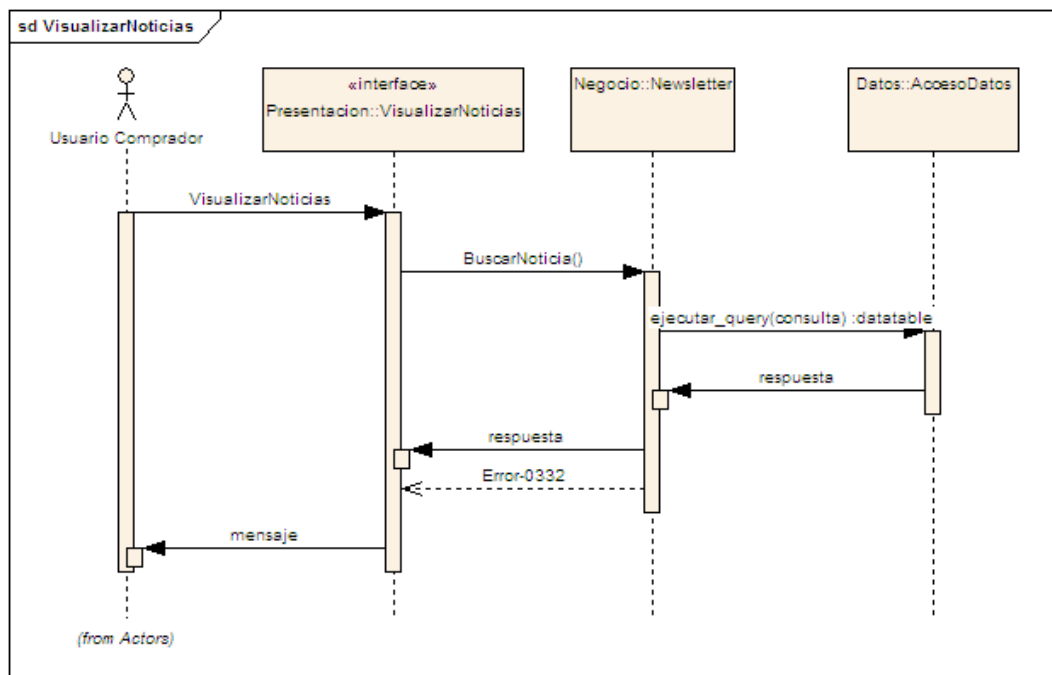 sd VisualizarNoticias
«interface»
Presentacion::VisualizarNoticias
Negocio::Newsletter
Datos::AccesoDatos
Usuario Comprador
VisualizarNoticias
BuscarNoticia()
ejecutar_query(consulta) :datatable
respuesta
respuesta
Error-0332
mensaje
(from Actors)